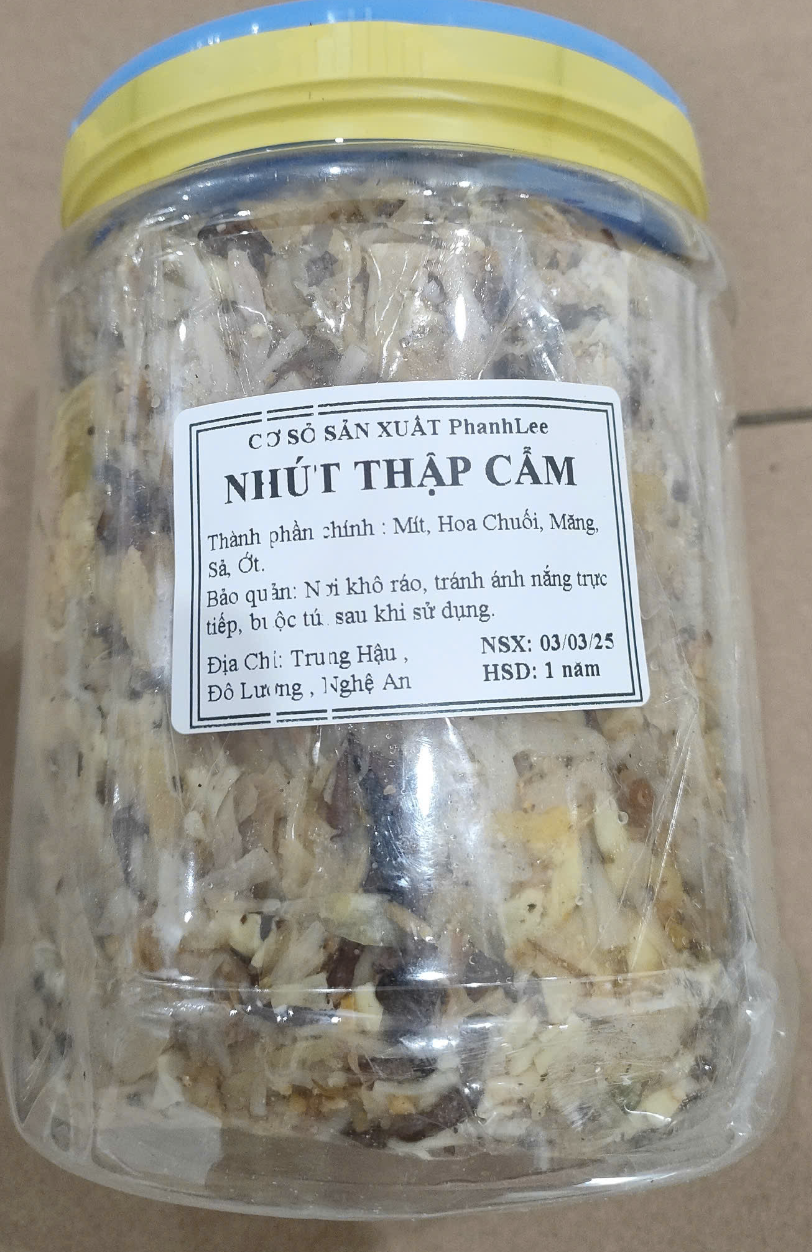 CƠ SỞ SẢN XUẤT PhanhLee
NHÚT THẬP CẨM
Thành phần chính : Mít, Hoa Chuối, Măng,
Sả, Ớt.
Bảo quản: Nơi khô ráo, tránh ánh nắng trực
tiếp, buộc túi sau khi sử dụng.
Địa Chỉ: Trung Hậu ,
Đô Lương , Nghệ An
NSX: 03/03/25
HSD: 1 năm